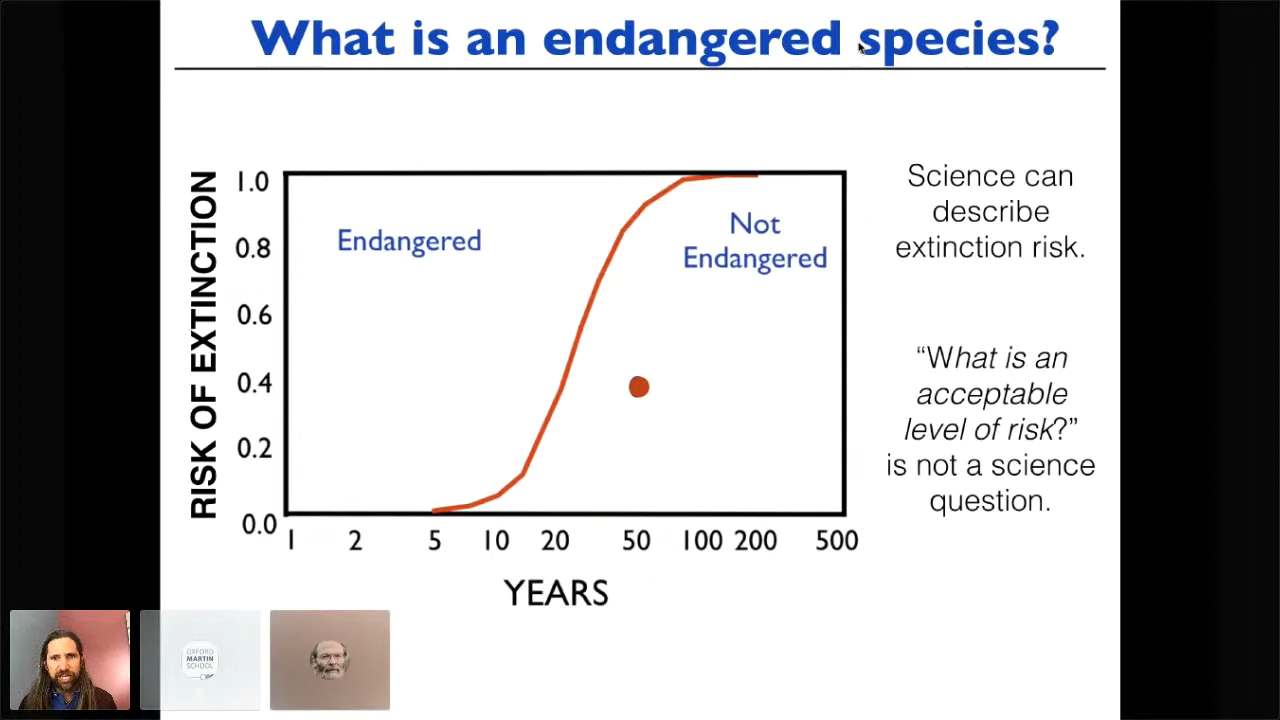 What is an endangered species?
RISK OF EXTINCTION
1.0
0.8
0.6
0.4
0.2
0.0
Endangered
Not
Endangered
1 2 5 10 20 50 100 200 500
YEARS
Science can
describe
extinction risk.
“What is an
acceptable
level of risk?”
is not a science
question.
OXFORD
MARTIN
SCHOOL